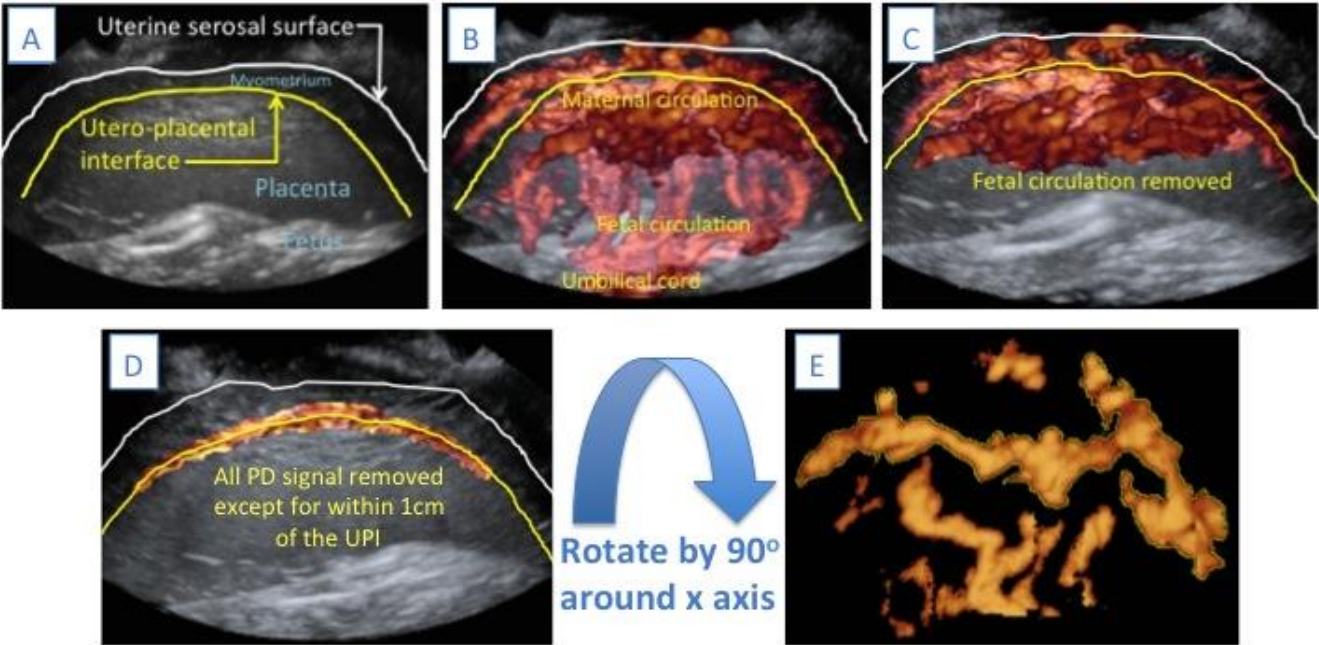 A
Uterine serosal surface
Myometrium
Utero-placental
interface
Placenta
Fetus
B
Maternal circulation
Fetal circulation
Umbilical cord
C
Fetal circulation removed
D
All PD signal removed
except for within 1cm
of the UPI
Rotate by 90°
around x axis
E